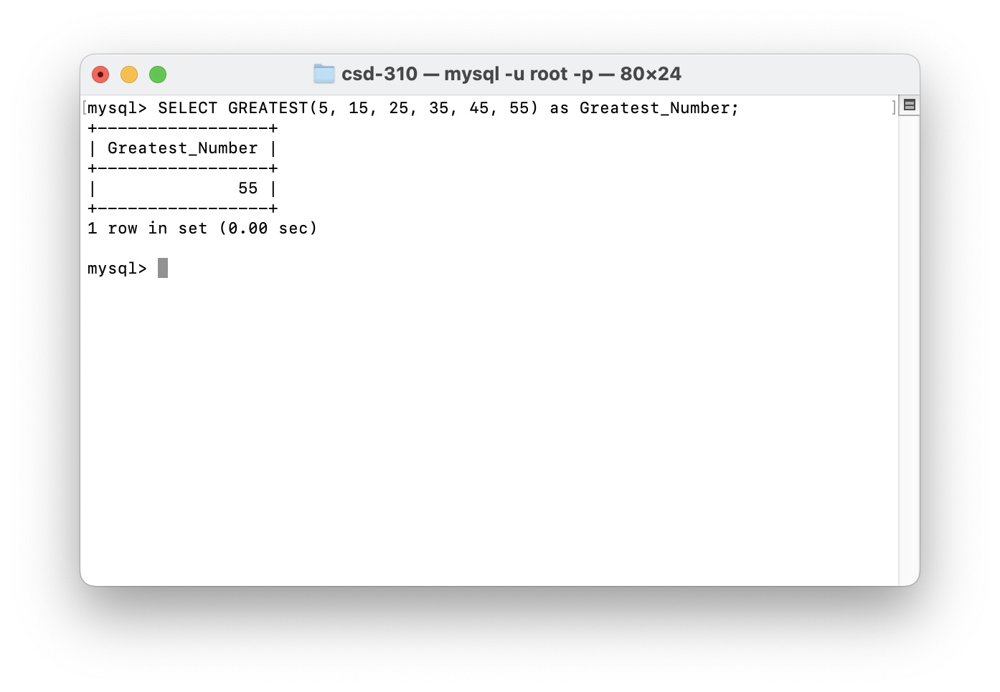 csd-310 — mysql -u root -p — 80×24
[mysql> SELECT GREATEST(5, 15, 25, 35, 45, 55) as Greatest_Number; ]
+-----------------+
| Greatest_Number |
+-----------------+
|              55 |
+-----------------+
1 row in set (0.00 sec)
mysql>